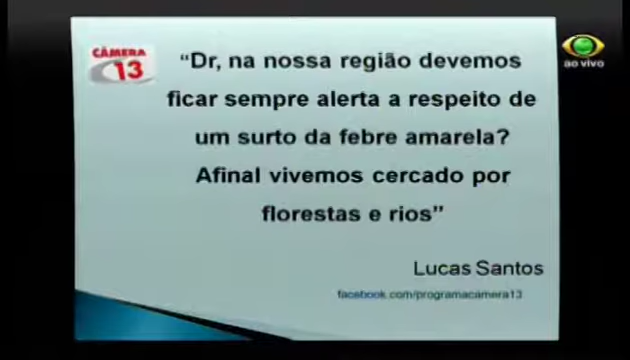 CÂMERA
13
"Dr, na nossa região devemos
ficar sempre alerta a respeito de
um surto da febre amarela?
Afinal vivemos cercado por
florestas e rios"
Lucas Santos
facebook.com/programacamera13
ao vivo